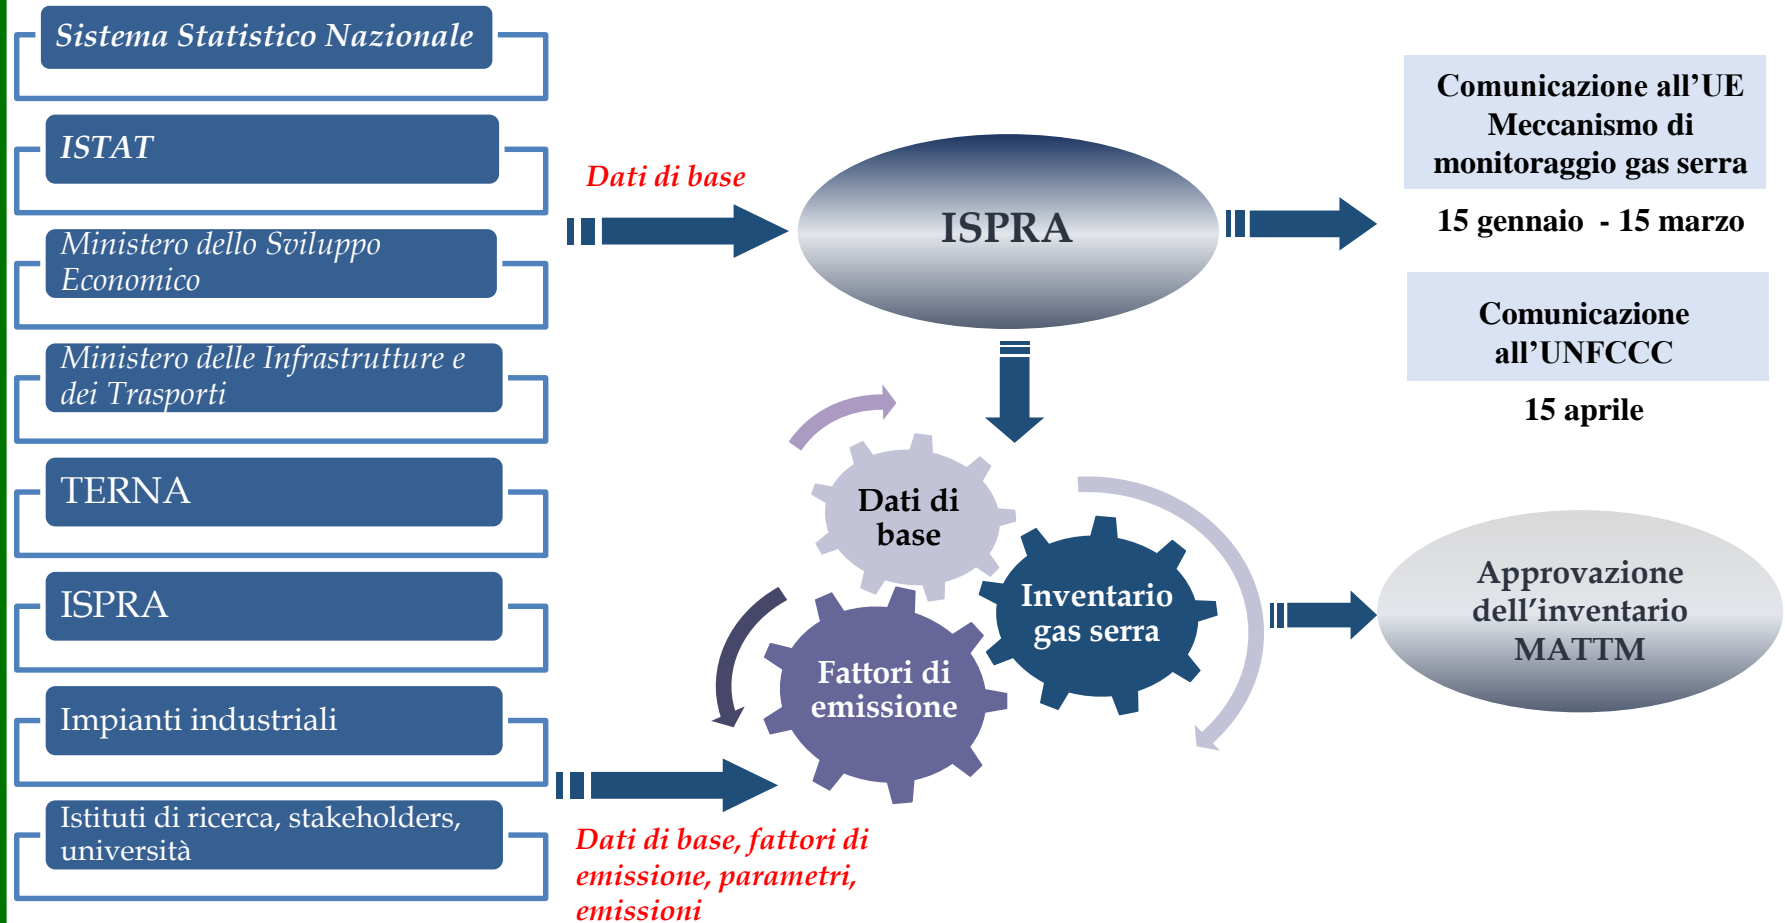 Sistema Statistico Nazionale
ISTAT
Ministero dello Sviluppo
Economico
Ministero delle Infrastrutture e
dei Trasporti
TERNA
ISPRA
Impianti industriali
Istituti di ricerca, stakeholders,
università
Dati di base
ISPRA
Dati di
base
Fattori di
emissione
Inventario
gas serra
Dati di base, fattori di
emissione, parametri,
emissioni
Comunicazione all’UE
Meccanismo di
monitoraggio gas serra
15 gennaio - 15 marzo
Comunicazione
all’UNFCCC
15 aprile
Approvazione
dell’inventario
MATTM